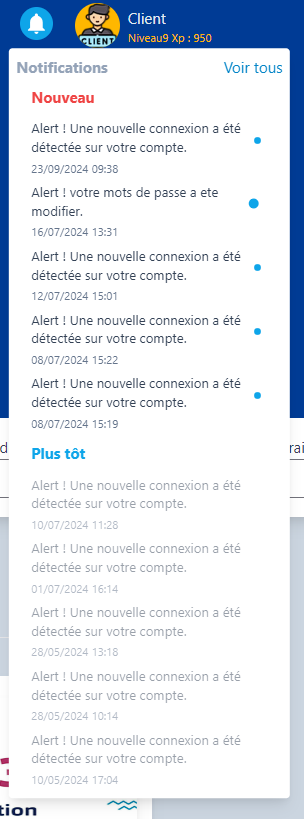 Client
CLIENT
Niveau9 Xp : 950
Notifications
Voir tous
Nouveau
Alert ! Une nouvelle connexion a été
détectée sur votre compte.
23/09/2024 09:38
Alert ! votre mots de passe a ete
modifier.
16/07/2024 13:31
Alert ! Une nouvelle connexion a été
détectée sur votre compte.
12/07/2024 15:01
Alert ! Une nouvelle connexion a été
détectée sur votre compte.
08/07/2024 15:22
Alert ! Une nouvelle connexion a été
détectée sur votre compte.
08/07/2024 15:19
Plus tôt
Alert ! Une nouvelle connexion a été
détectée sur votre compte.
10/07/2024 11:28
Alert ! Une nouvelle connexion a été
détectée sur votre compte.
01/07/2024 16:14
Alert ! Une nouvelle connexion a été
détectée sur votre compte.
28/05/2024 13:18
Alert ! Une nouvelle connexion a été
détectée sur votre compte.
28/05/2024 10:14
Alert ! Une nouvelle connexion a été
détectée sur votre compte.
10/05/2024 17:04